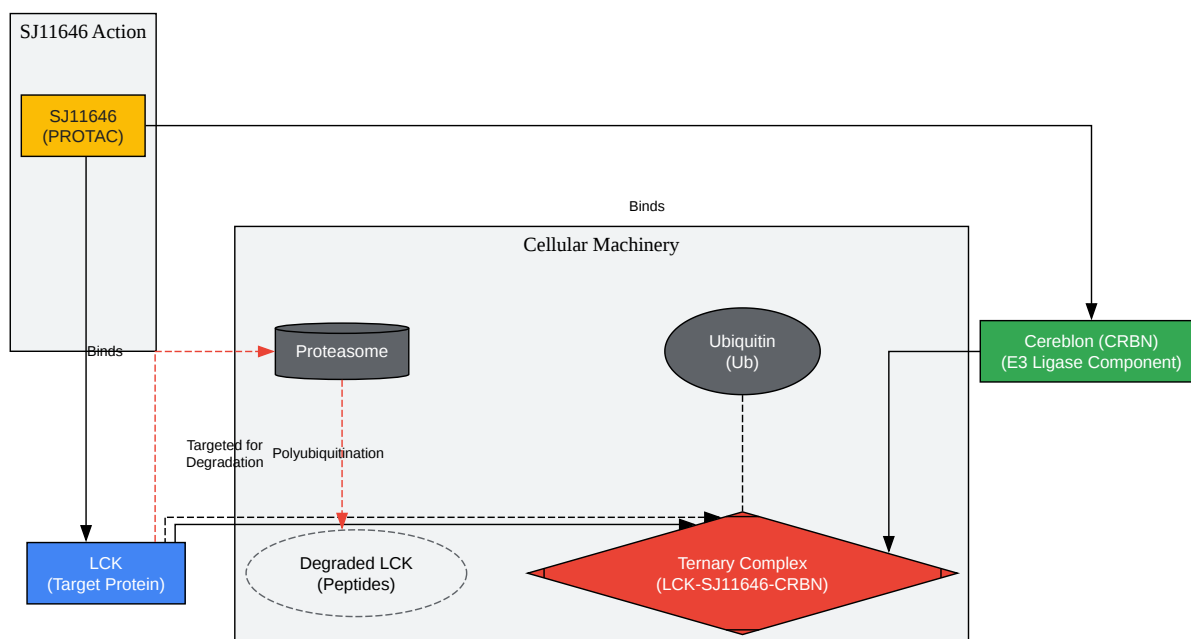 SJ11646 Action
SJ11646
(PROTAC)
Binds
Cellular Machinery
Proteasome
Ubiquitin
(Ub)
Cereblon (CRBN)
(E3 Ligase Component)
Binds
Targeted for
Degradation
Polyubiquitination
LCK
(Target Protein)
Degraded LCK
(Peptides)
Ternary Complex
(LCK-SJ11646-CRBN)